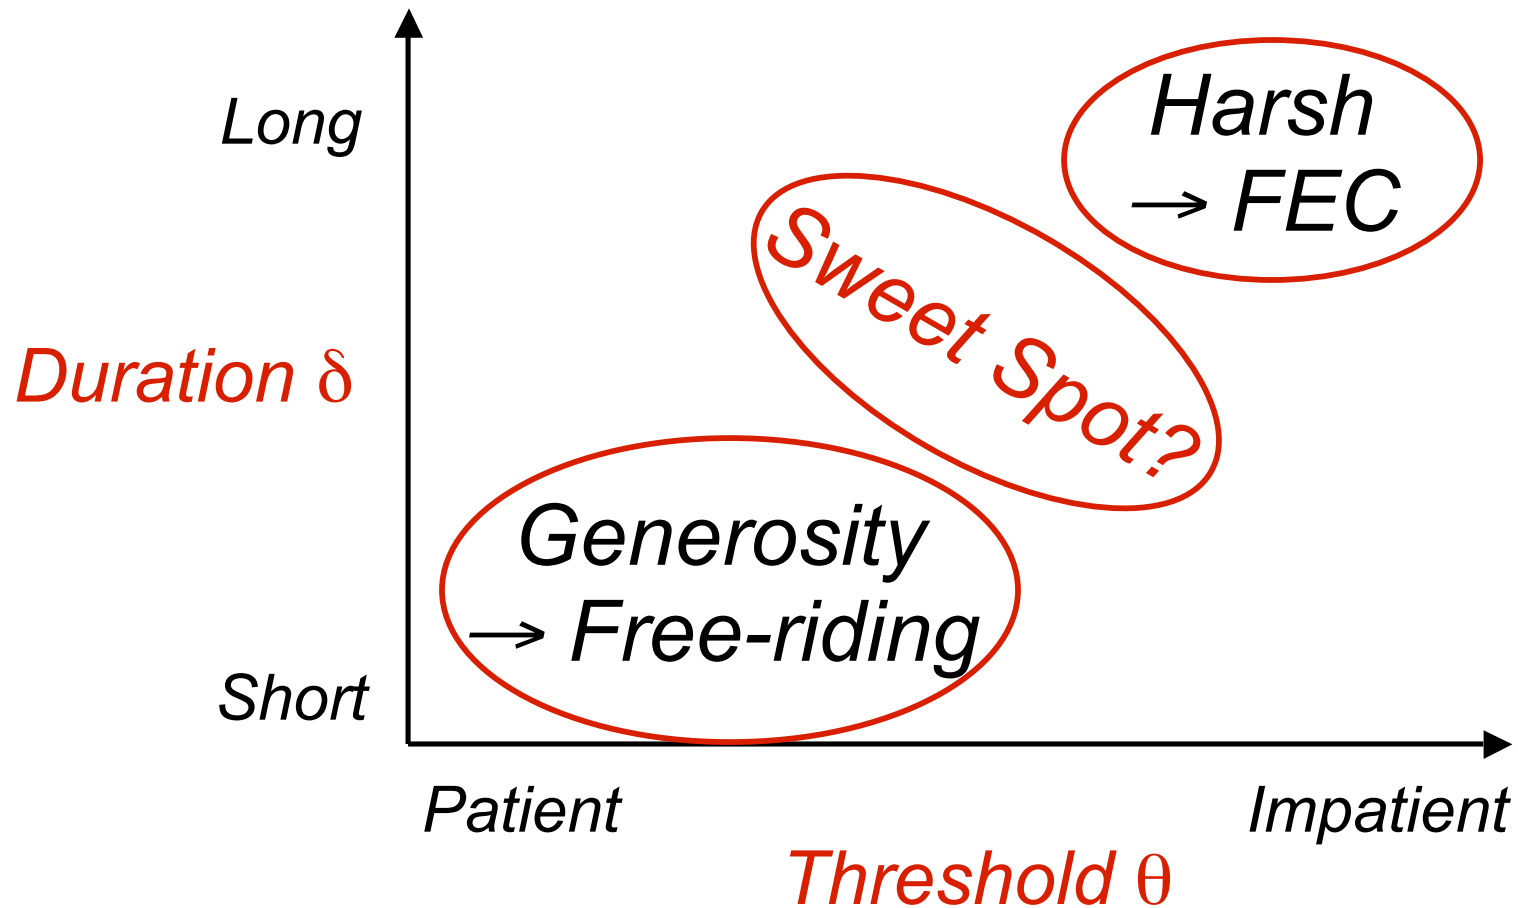 Long
Harsh
→ FEC
Sweet Spot?
Duration δ
Generosity
→ Free-riding
Short
Patient
Impatient
Threshold θ